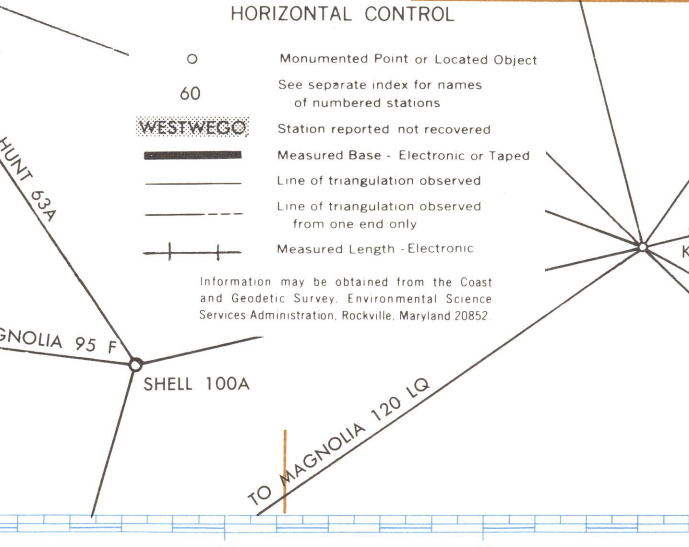 HORIZONTAL CONTROL
Monumented Point or Located Object
60
See separate index for names
of numbered stations
WESTWEGO
Station reported not recovered
Measured Base - Electronic or Taped
Line of triangulation observed
Line of triangulation observed
from one end only
Measured Length - Electronic
Information may be obtained from the Coast
and Geodetic Survey, Environmental Science
Services Administration, Rockville, Maryland 20852
HUNT 63A
GNOLIA 95 F
SHELL 100A
TO MAGNOLIA 120 LQ
K